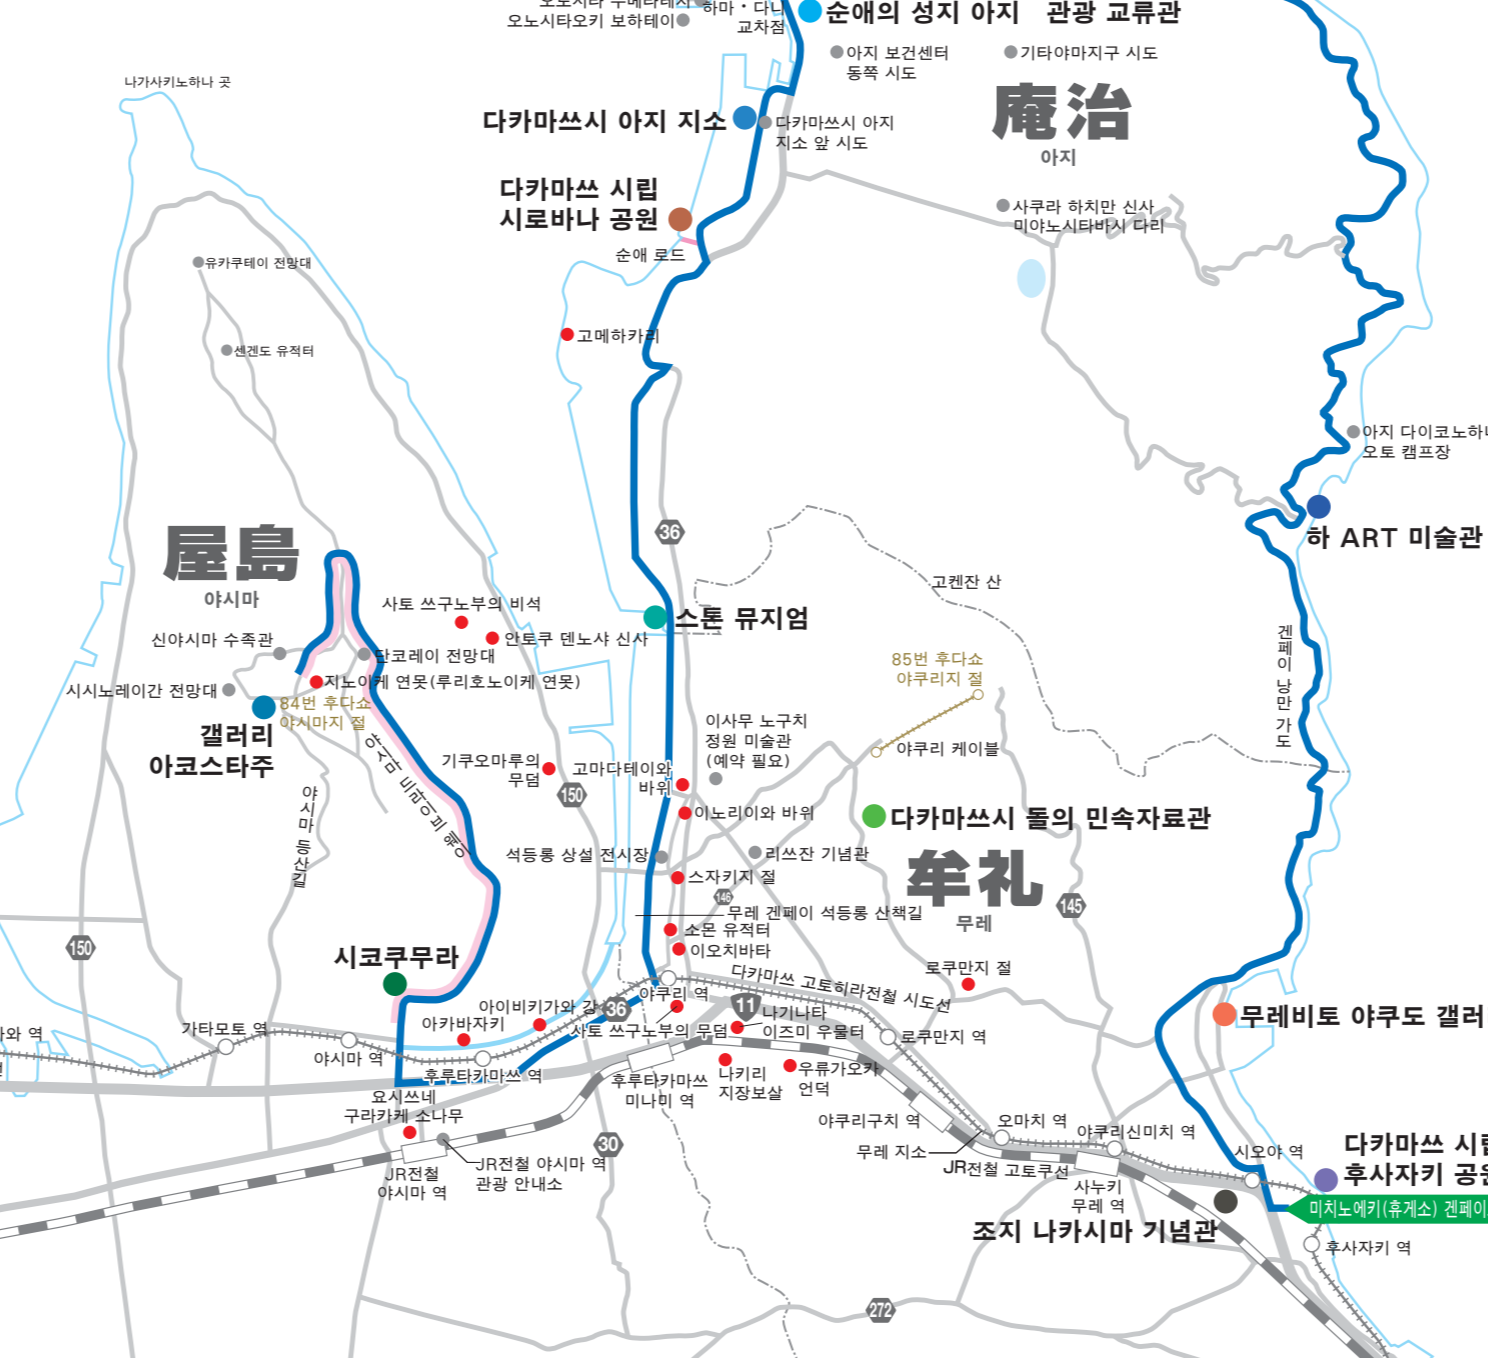 오노시타오키 보하테이
하마・다니
교차점
순애의 성지 아지 관광 교류관
아지 보건센터
동쪽 시도
기타야마지구 시도
나가사키노하나 곶
다카마쓰시 아지 지소
다카마쓰시 아지
지소 앞 시도
庵治
아지
다카마쓰 시립
시로바나 공원
순애 로드
사쿠라 하치만 신사
미야노시타바시 다리
유카쿠테이 전망대
고메하카리
센겐도 유적터
아지 다이코노하나
오토 캠프장
하 ART 미술관
36
屋島
야시마
고켄잔 산
사토 쓰구노부의 비석
스톤 뮤지엄
안토쿠 덴노샤 신사
신야시마 수족관
단코레이 전망대
겐페이 낭만 가도
85번 후다쇼
야쿠리지 절
지노이케 연못(루리호노이케 연못)
시시노레이간 전망대
84번 후다쇼
야시마지 절
갤러리
아코스타주
이사무 노구치
정원 미술관
(예약 필요)
야쿠리 케이블
야시마 드라이브 웨이
기쿠오마루의
무덤
고마다테이와
바위
150
야시마 등산길
이노리이와 바위
다카마쓰시 돌의 민속자료관
석등롱 상설 전시장
리쓰잔 기념관
스자키지 절
牟礼
무레
146
145
무레 겐페이 석등롱 산책길
소몬 유적터
이오치바타
150
시코쿠무라
로쿠만지 절
다카마쓰 고토히라전철 시도선
야쿠리 역
아이비키가와 강
36
11
나기나타
이즈미 우물터
사토 쓰구노부의 무덤
아카바자키
가타모토 역
와 역
선
야시마 역
후루타카마쓰 역
로쿠만지 역
무레비토 야쿠도 갤러
후루타카마쓰
미나미 역
나키리
지장보살
우류가오카
언덕
요시쓰네
구라카케 소나무
야쿠리구치 역
오마치 역
야쿠리신미치 역
무레 지소
JR전철 고토쿠선
시오야 역
다카마쓰 시립
후사자키 공원
30
JR전철
야시마 역
JR전철 야시마 역
관광 안내소
사누키
무레 역
미치노에키(휴게소) 겐페이
조지 나카시마 기념관
후사자키 역
272